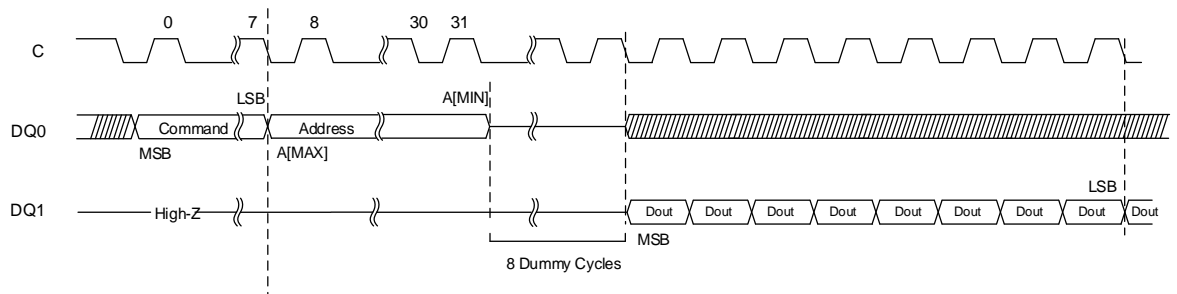 0 7 8 30 31
C
LSB A[MIN]
DQ0 Command Address
MSB A[MAX]
LSB
DQ1 High-Z Dout Dout Dout Dout Dout Dout Dout Dout Dout
MSB
8 Dummy Cycles